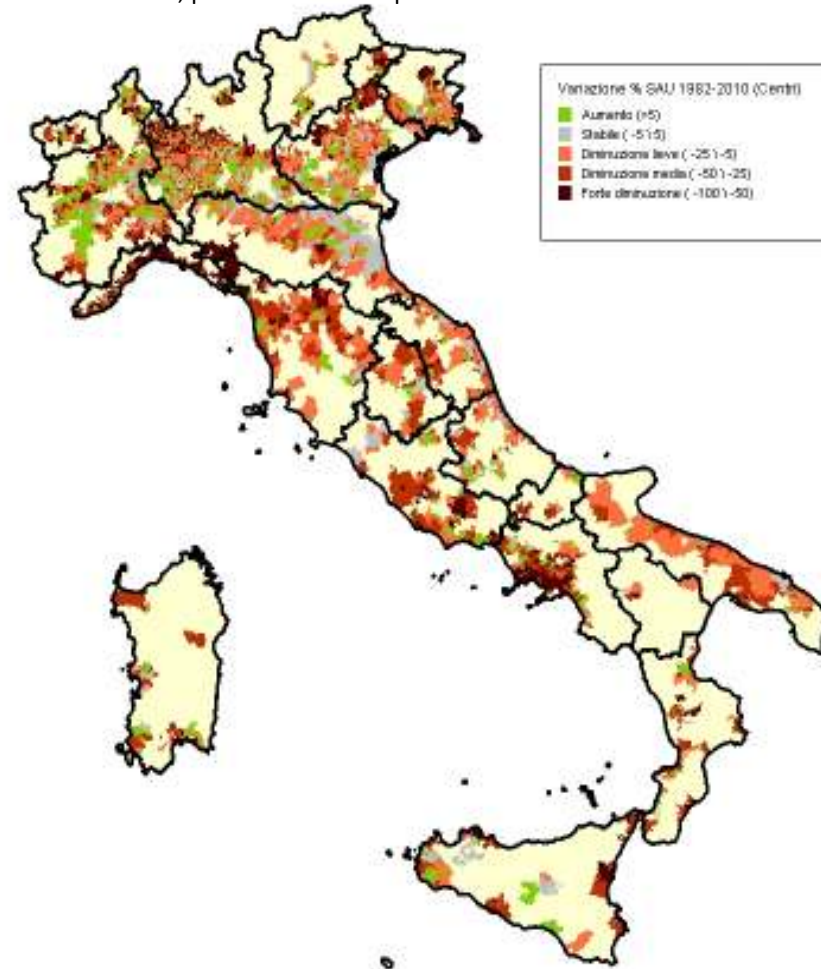 Variazione % SAU 1982-2010 (Centri)
Aumento (>5)
Stabile ( -5\5)
Diminuzione lieve ( -25\-5)
Diminuzione media ( -50\-25)
Forte diminuzione ( -100\-50)